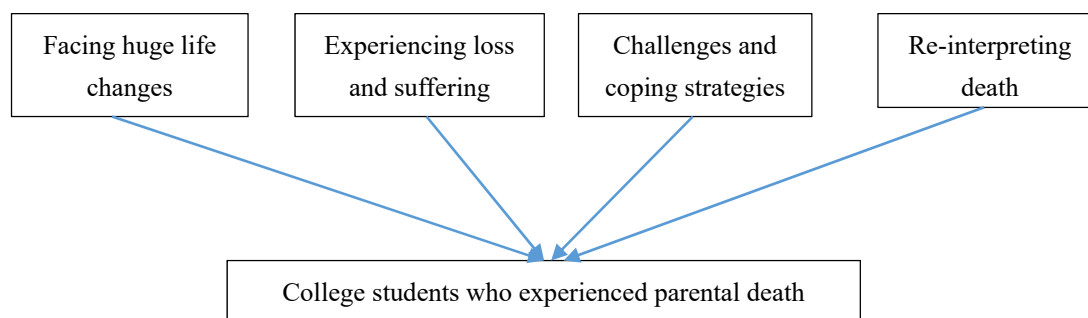 Facing huge life
changes
Experiencing loss
and suffering
Challenges and
coping strategies
Re-interpreting
death
College students who experienced parental death